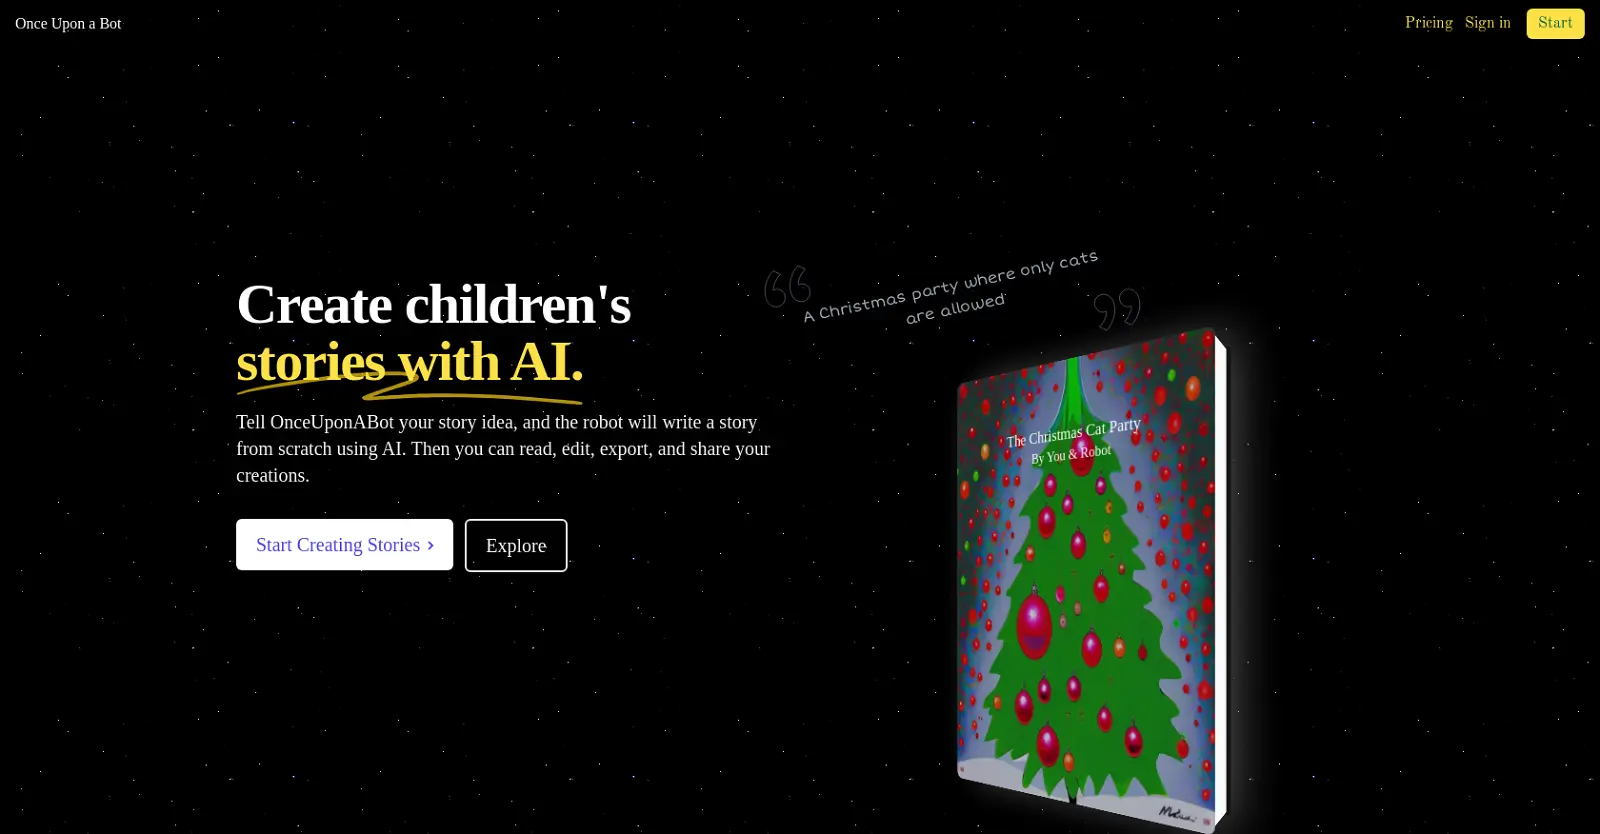 Once Upon a Bot
Pricing
Sign in
Start
A Christmas party where only cats
are allowed
Create children's
stories with AI.
Tell OnceUponABot your story idea, and the robot will write a story
from scratch using AI. Then you can read, edit, export, and share your
creations.
Start Creating Stories ›
Explore
The Christmas Cat Party
By You & Robot